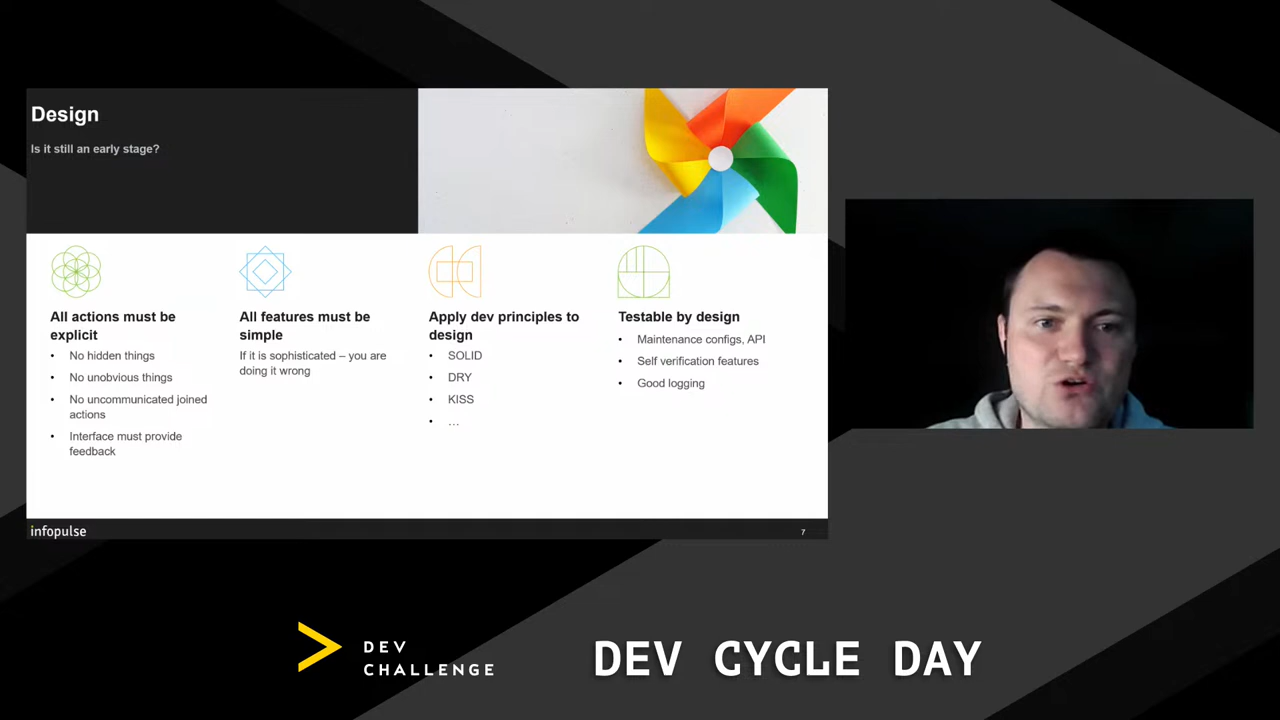 Design
Is it still an early stage?
All actions must be
explicit
• No hidden things
• No unobvious things
• No uncommunicated joined
actions
• Interface must provide
feedback
All features must be
simple
If it is sophisticated – you are
doing it wrong
Apply dev principles to
design
• SOLID
• DRY
• KISS
• …
Testable by design
• Maintenance configs, API
• Self verification features
• Good logging
infopulse
7
DEV
CHALLENGE
DEV CYCLE DAY